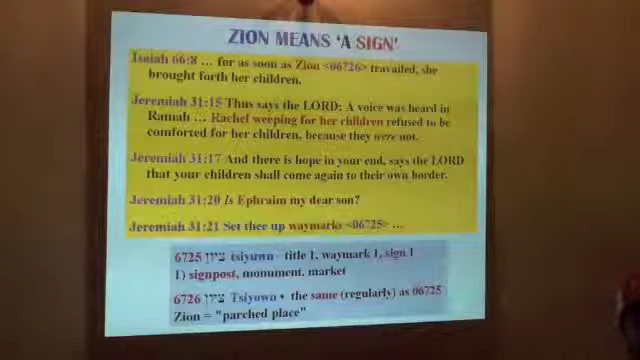 ZION MEANS 'A SIGN'
Isaiah 66:8 ... for as soon as Zion <06726> travailed, she
brought forth her children.
Jeremiah 31:15 Thus says the LORD; A voice was heard in
Ramah ... Rachel weeping for her children refused to be
comforted for her children, because they were not.
Jeremiah 31:17 And there is hope in your end, says the LORD
that your children shall come again to their own border.
Jeremiah 31:20 Is Ephraim my dear son?
Jeremiah 31:21 Set thee up waymarks <06725> ...
6725 ציון tsiyuwn - title 1, waymark 1, sign 1
1) signpost, monument. market
6726 ציון Tsiyown • the same (regularly) as 06725
Zion = "parched place"